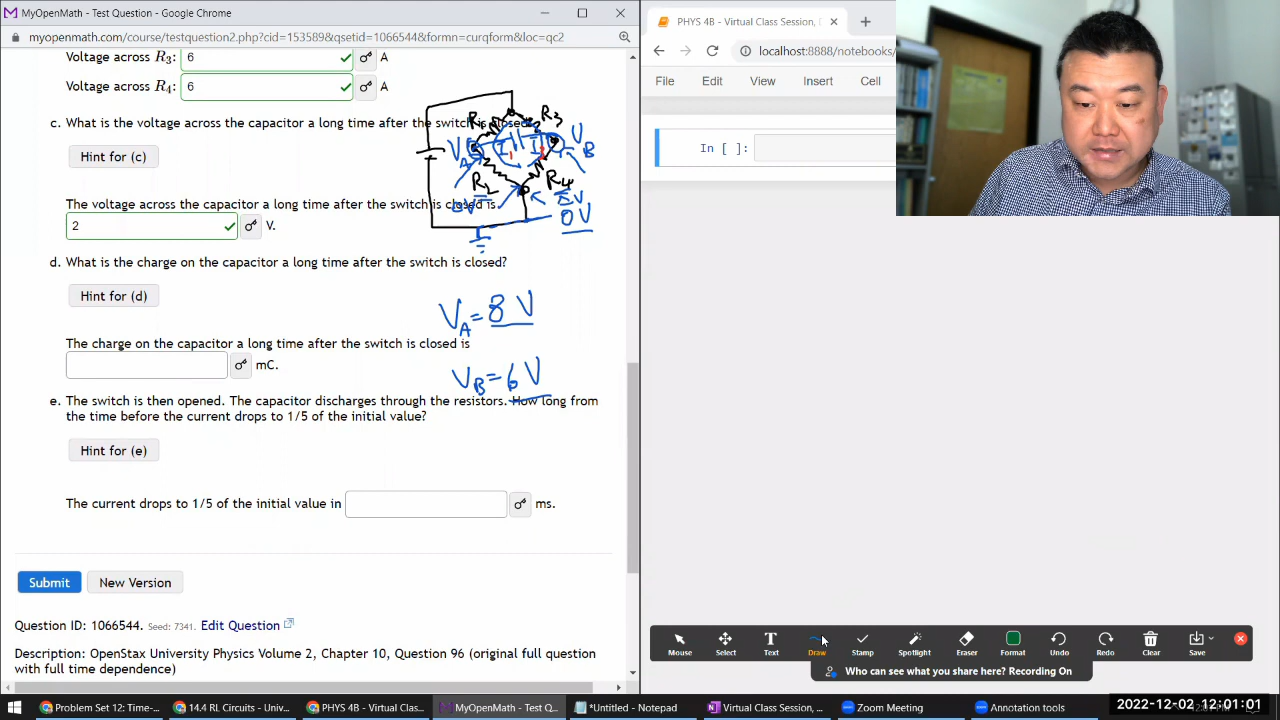 MyOpenMath - Test Question - Google Chrome
myopenmath.com/course/testquestion2.php?cid=153589&qsetid=1066544&formn=curqform&loc=qc2
Voltage across R3: 6 A
Voltage across R4: 6 A
c. What is the voltage across the capacitor a long time after the switch is closed?
Hint for (c)
The voltage across the capacitor a long time after the switch is closed is
2 V.
R3
VA
VB
R2
R4
0V
d. What is the charge on the capacitor a long time after the switch is closed?
Hint for (d)
VA = 8 V
The charge on the capacitor a long time after the switch is closed is
mC.
VB = 6 V
e. The switch is then opened. The capacitor discharges through the resistors. How long from
the time before the current drops to 1/5 of the initial value?
Hint for (e)
The current drops to 1/5 of the initial value in ms.
Submit New Version
Question ID: 1066544. Seed: 7341. Edit Question
Description: OpenStax University Physics Volume 2, Chapter 10, Question 96 (original full question
with full time dependence)
PHYS 4B - Virtual Class Session, D
localhost:8888/notebooks/
File Edit View Insert Cell
In [ ]:
Mouse Select Text Draw Stamp Spotlight Eraser Format Undo Redo Clear Save
Who can see what you share here? Recording On
Problem Set 12: Time-... 14.4 RL Circuits - Univ... PHYS 4B - Virtual Clas... MyOpenMath - Test Q... *Untitled - Notepad Virtual Class Session, ... Zoom Meeting Annotation tools
2022-12-02 12:01:01